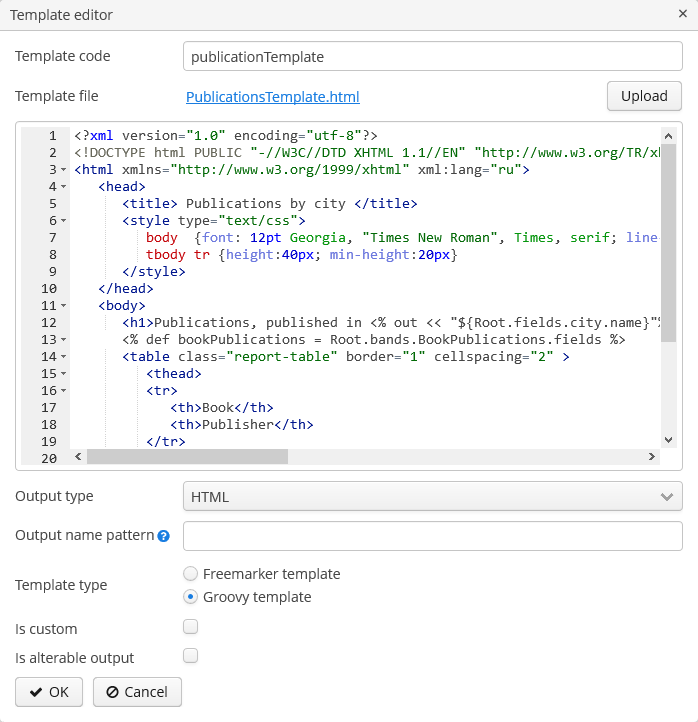 Template editor ×
Template code publicationTemplate
Template file PublicationsTemplate.html Upload
1 <?xml version="1.0" encoding="utf-8"?>
2 <!DOCTYPE html PUBLIC "-//W3C//DTD XHTML 1.1//EN" "http://www.w3.org/TR/xl
3 <html xmlns="http://www.w3.org/1999/xhtml" xml:lang="ru">
4 <head>
5 <title> Publications by city </title>
6 <style type="text/css">
7 body {font: 12pt Georgia, "Times New Roman", Times, serif; line
8 tbody tr {height:40px; min-height:20px}
9 </style>
10 </head>
11 <body>
12 <h1>Publications, published in <% out << "${Root.fields.city.name}"%
13 <% def bookPublications = Root.bands.BookPublications.fields %>
14 <table class="report-table" border="1" cellspacing="2" >
15 <thead>
16 <tr>
17 <th>Book</th>
18 <th>Publisher</th>
19 </tr>
20
Output type HTML
Output name pattern ?
Template type
Freemarker template
Groovy template
Is custom
Is alterable output
OK Cancel